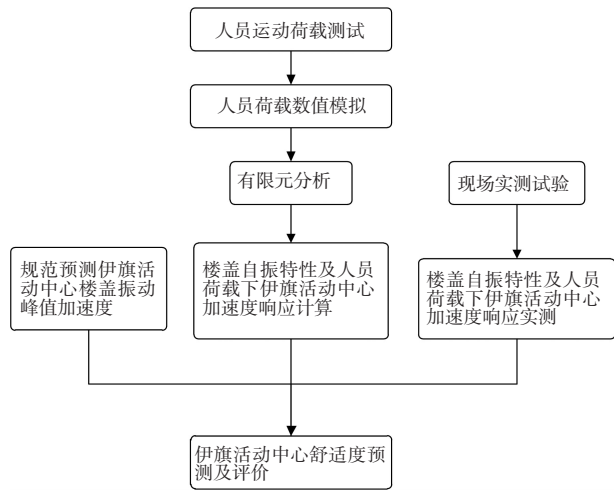 人员运动荷载测试
人员荷载数值模拟
有限元分析
现场实测试验
规范预测伊旗活
动中心楼盖振动
峰值加速度
楼盖自振特性及人员
荷载下伊旗活动中心
加速度响应计算
楼盖自振特性及人员
荷载下伊旗活动中心
加速度响应实测
伊旗活动中心舒适度预
测及评价